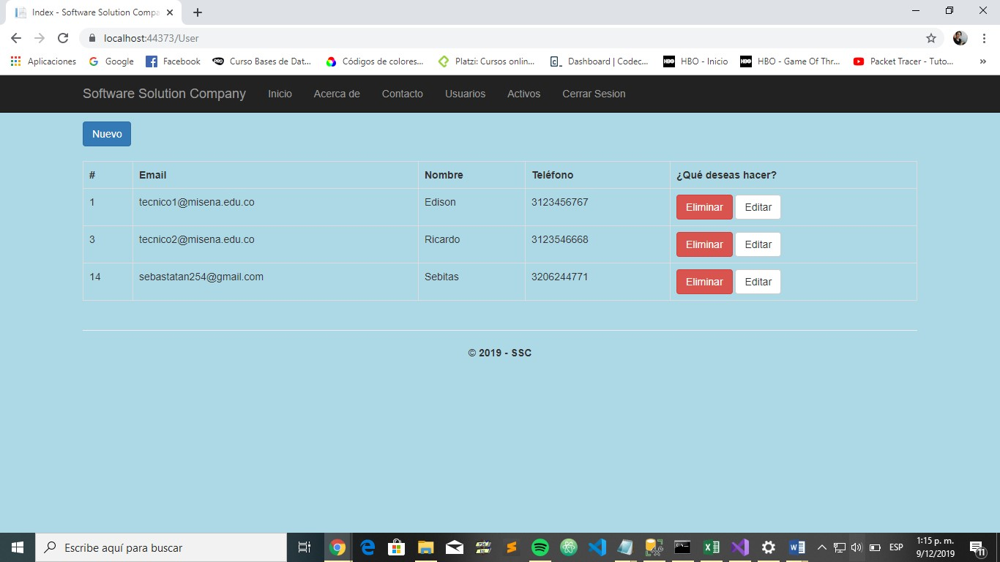 Index - Software Solution Compa
localhost:44373/User
Aplicaciones Google Facebook PRO Curso Bases de Dat... Códigos de colores... Platzi: Cursos onlin... Dashboard | Codec... HBO HBO - Inicio HBO HBO - Game Of Thr... Packet Tracer - Tuto... »
Software Solution Company Inicio Acerca de Contacto Usuarios Activos Cerrar Sesion
Nuevo
# Email Nombre Teléfono ¿Qué deseas hacer?
1 tecnico1@misena.edu.co Edison 3123456767 Eliminar Editar
3 tecnico2@misena.edu.co Ricardo 3123546668 Eliminar Editar
14 sebastatan254@gmail.com Sebitas 3206244771 Eliminar Editar
© 2019 - SSC
Escribe aquí para buscar
ESP
1:15 p. m.
9/12/2019
11